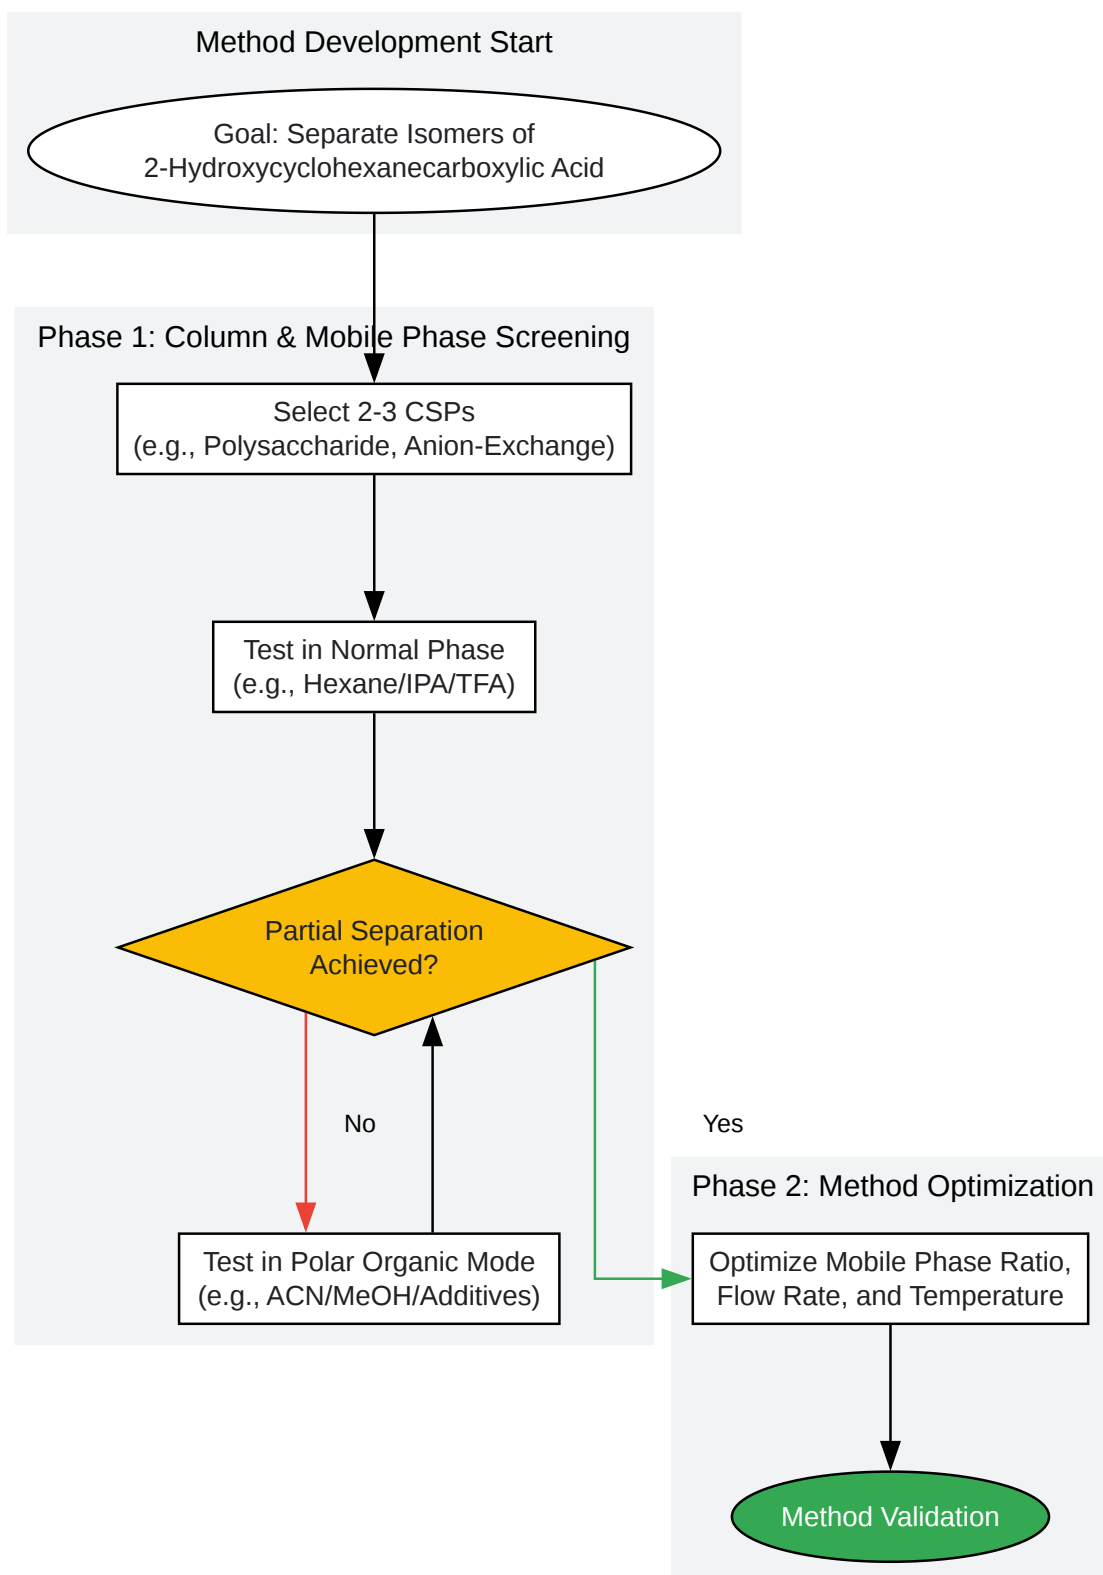 Method Development Start
Goal: Separate Isomers of
2-Hydroxycyclohexanecarboxylic Acid
Phase 1: Column & Mobile Phase Screening
Select 2-3 CSPs
(e.g., Polysaccharide, Anion-Exchange)
Test in Normal Phase
(e.g., Hexane/IPA/TFA)
Partial Separation
Achieved?
No
Yes
Test in Polar Organic Mode
(e.g., ACN/MeOH/Additives)
Phase 2: Method Optimization
Optimize Mobile Phase Ratio,
Flow Rate, and Temperature
Method Validation